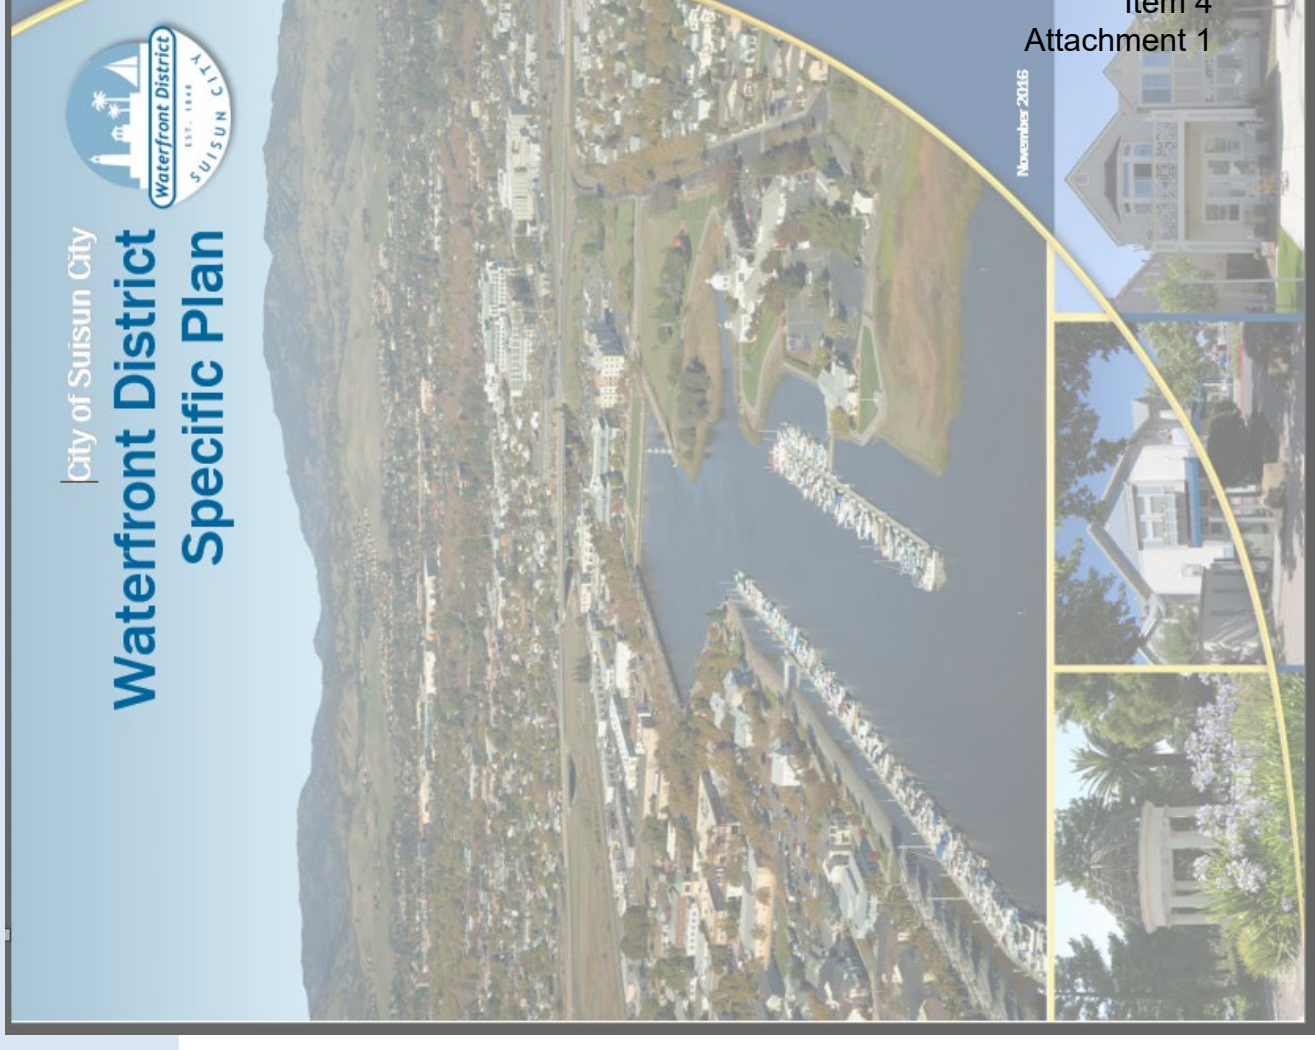 Item 4
Attachment 1
City of Suisun City
Waterfront District
Specific Plan
Waterfront District
EST. 1848
SUISUN CITY
November 2016